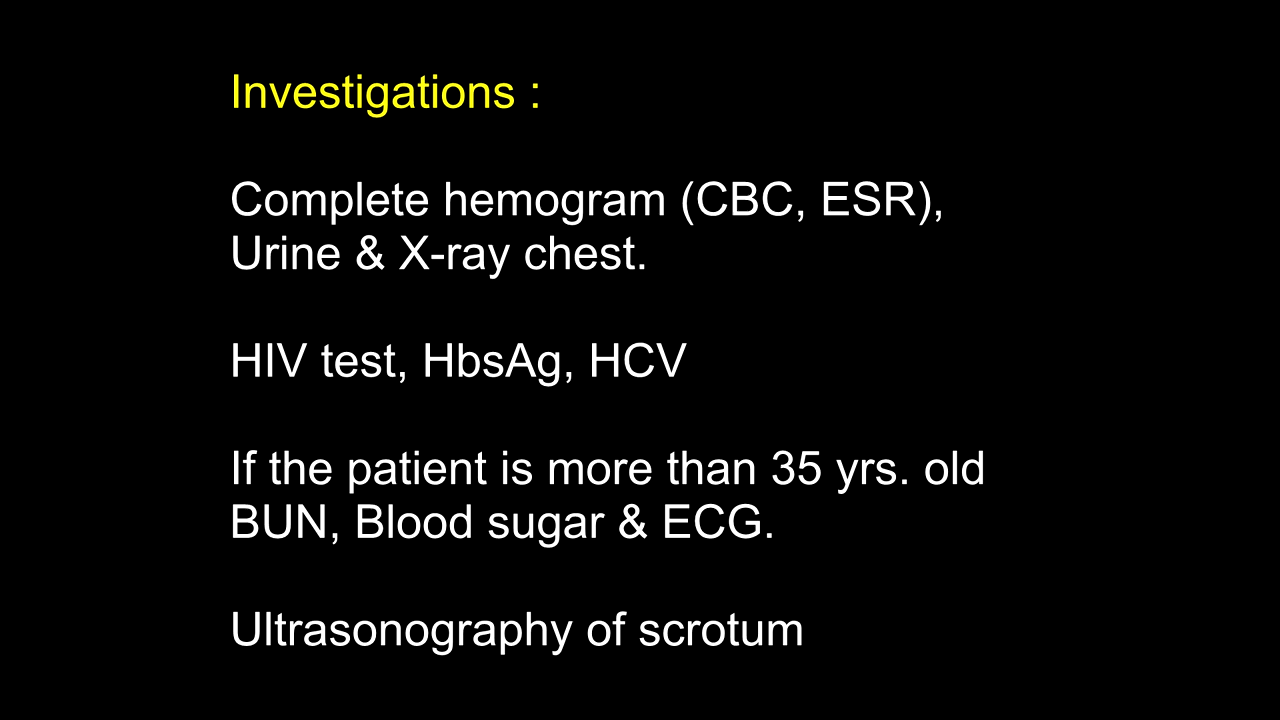 Investigations :
Complete hemogram (CBC, ESR),
Urine & X-ray chest.
HIV test, HbsAg, HCV
If the patient is more than 35 yrs. old
BUN, Blood sugar & ECG.
Ultrasonography of scrotum